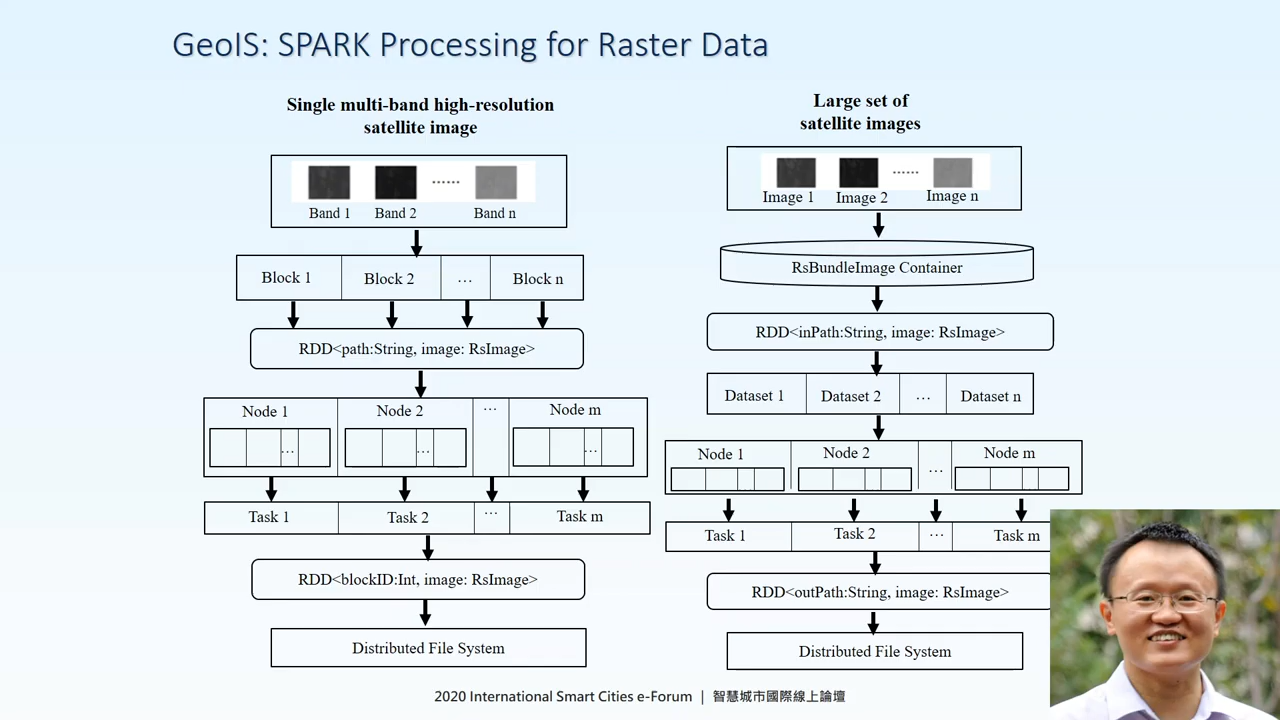 GeoIS: SPARK Processing for Raster Data
Single multi-band high-resolution
satellite image
Band 1 Band 2 ...... Band n
Block 1 Block 2 ... Block n
RDD<path:String, image: RsImage>
Node 1 Node 2 ... Node m
... ... ...
Task 1 Task 2 ... Task m
RDD<blockID:Int, image: RsImage>
Distributed File System
Large set of
satellite images
Image 1 Image 2 ...... Image n
RsBundleImage Container
RDD<inPath:String, image: RsImage>
Dataset 1 Dataset 2 ... Dataset n
Node 1 Node 2 ... Node m
... ... ...
Task 1 Task 2 ... Task m
RDD<outPath:String, image: RsImage>
Distributed File System
2020 International Smart Cities e-Forum | 智慧城市國際線上論壇